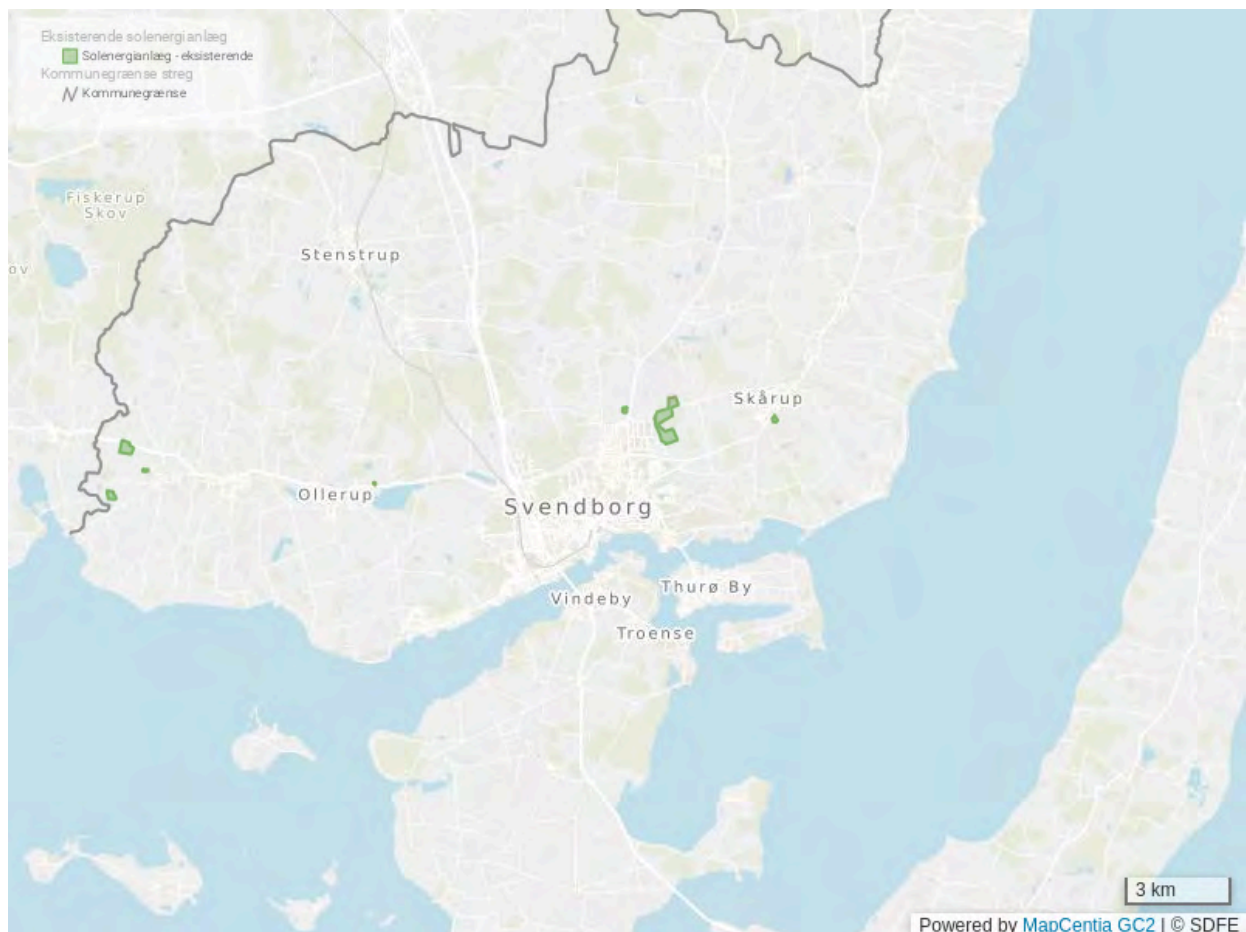 Eksisterende solenergianlæg
Solenergianlæg - eksisterende
Kommunegrænse streg
Kommunegrænse
Fiskerup
Skov
ov
Stenstrup
Skårup
Ollerup
Svendborg
Thurø By
Vindeby
Troense
3 km
Powered by MapCentia GC2 | © SDFE